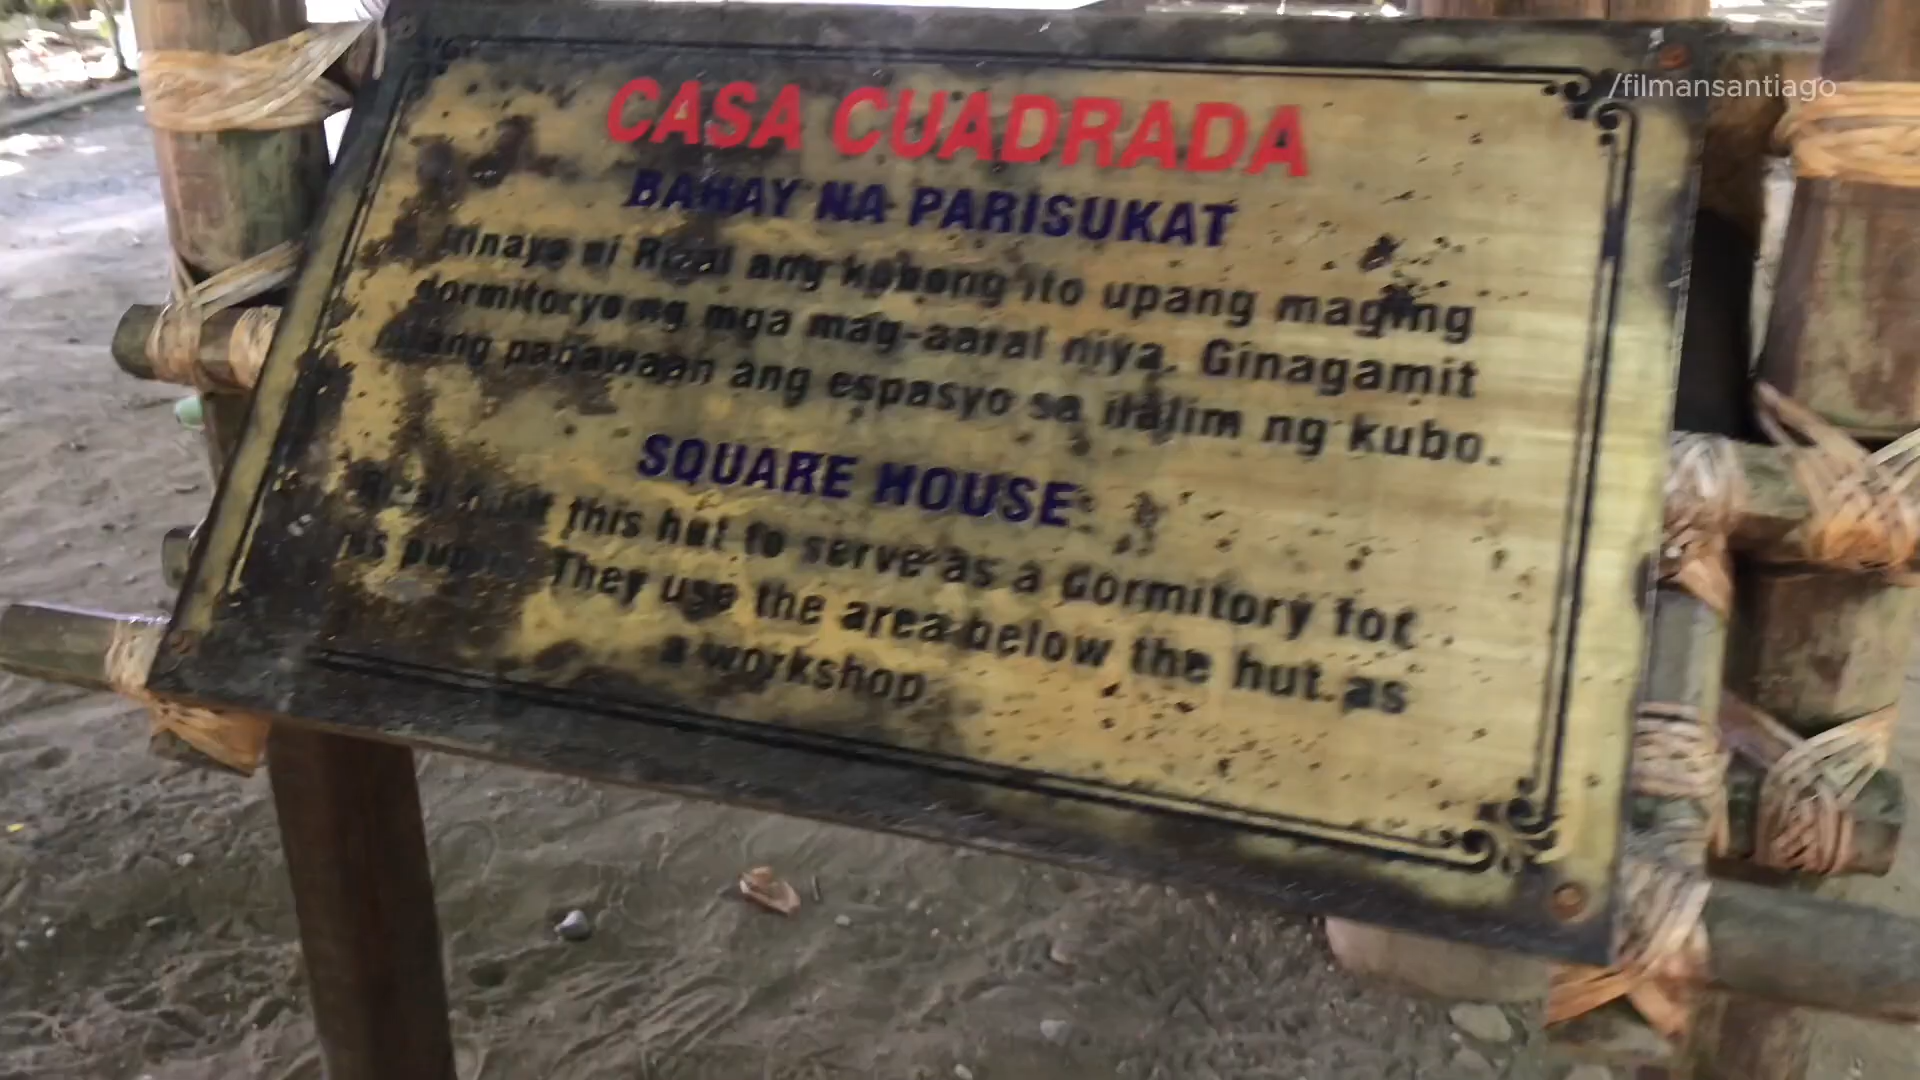 /filmansantiago
CASA CUADRADA
BAHAY NA PARISUKAT
ni Rizal ang kubong ito upang maging
dormitoryo ng mga mag-aaral niya. Ginagamit
nilang pagawaan ang espasyo sa ilalim ng kubo.
SQUARE HOUSE
Rizal built this hut to serve as a dormitory for
his pupils. They use the area below the hut as
a workshop